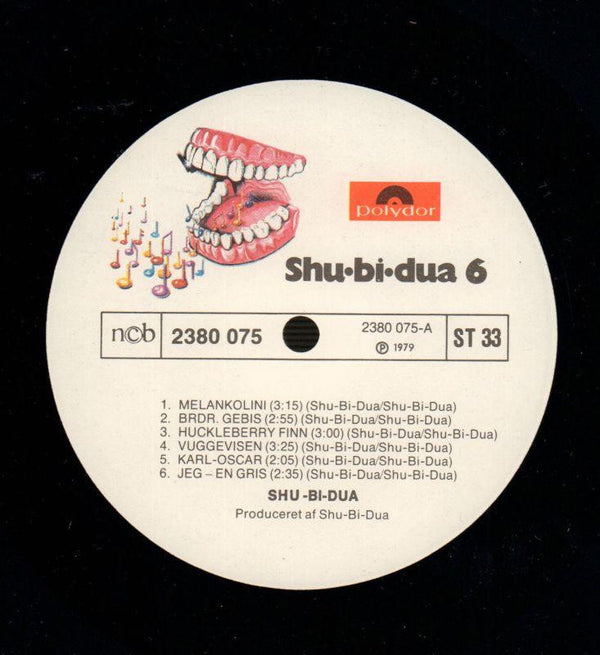 polydor
Shu•bi•dua 6
n©b 2380 075 2380 075-A ST 33
℗ 1979
1. MELANKOLINI (3:15) (Shu-Bi-Dua/Shu-Bi-Dua)
2. BRDR. GEBIS (2:55) (Shu-Bi-Dua/Shu-Bi-Dua)
3. HUCKLEBERRY FINN (3:00) (Shu-Bi-Dua/Shu-Bi-Dua)
4. VUGGEVISEN (3:25) (Shu-Bi-Dua/Shu-Bi-Dua)
5. KARL-OSCAR (2:05) (Shu-Bi-Dua/Shu-Bi-Dua)
6. JEG – EN GRIS (2:35) (Shu-Bi-Dua/Shu-Bi-Dua)
SHU-BI-DUA
Produceret af Shu-Bi-Dua